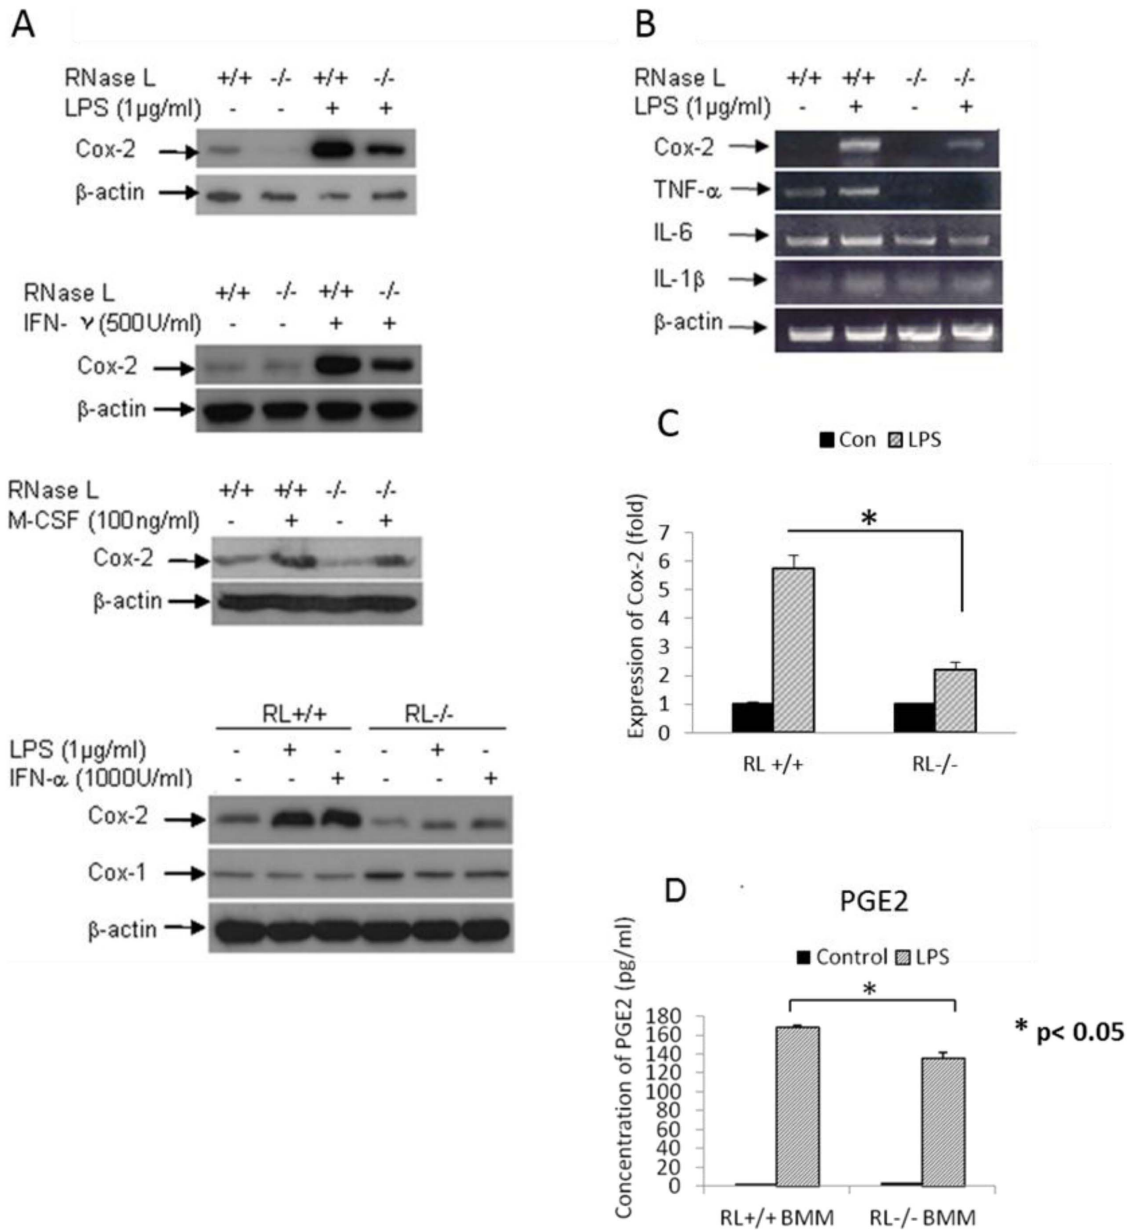 A
RNase L +/+ -/- +/+ -/-
LPS (1µg/ml) - - + +
Cox-2
β-actin
RNase L +/+ -/- +/+ -/-
IFN- γ (500U/ml) - - + +
Cox-2
β-actin
RNase L +/+ +/+ -/- -/-
M-CSF (100ng/ml) - + - +
Cox-2
β-actin
RL+/+ RL-/-
LPS (1µg/ml) - + - - + -
IFN-α (1000U/ml) - - + - - +
Cox-2
Cox-1
β-actin
B
RNase L +/+ +/+ -/- -/-
LPS (1µg/ml) - + - +
Cox-2
TNF-α
IL-6
IL-1β
β-actin
C
Con LPS
*
Expression of Cox-2 (fold)
7
6
5
4
3
2
1
0
RL +/+ RL-/-
D
PGE2
Control LPS
*
* p< 0.05
Concentration of PGE2 (pg/ml)
180
160
140
120
100
80
60
40
20
0
RL+/+ BMM RL-/- BMM